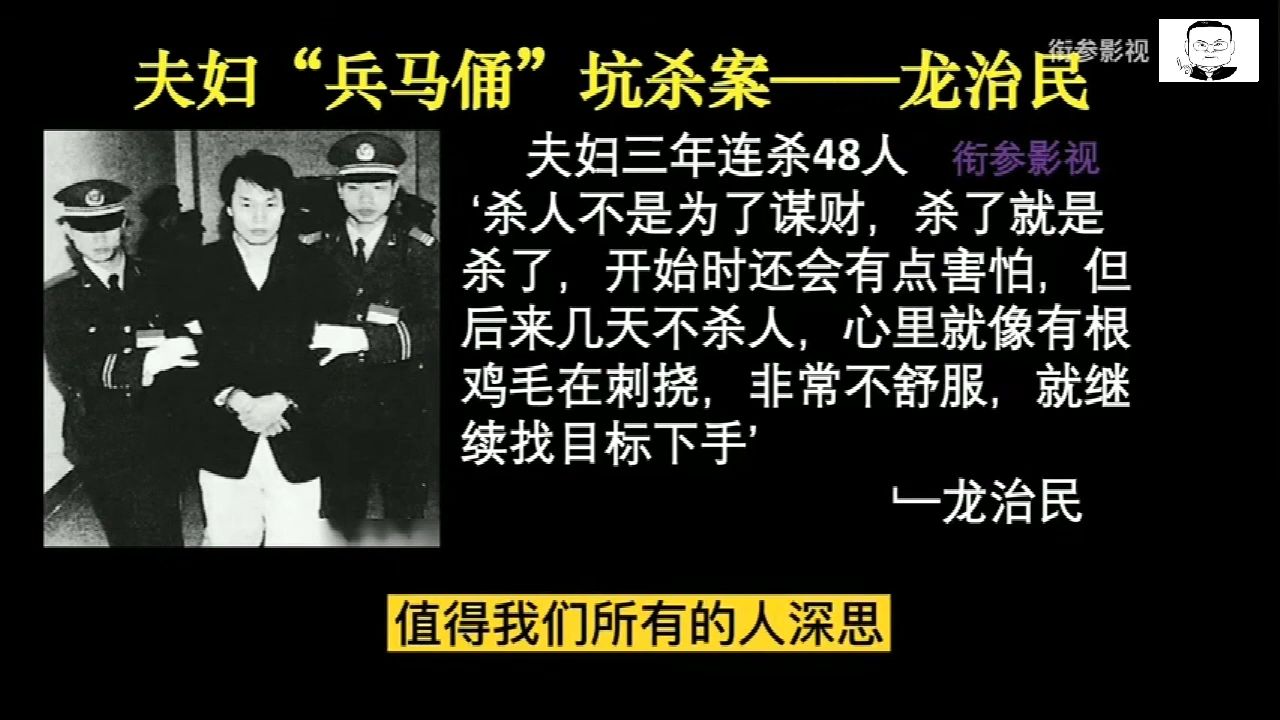 衔参影视
夫妇“兵马俑”坑杀案——龙治民
夫妇三年连杀48人
衔参影视
‘杀人不是为了谋财，杀了就是
杀了，开始时还会有点害怕，但
后来几天不杀人，心里就像有根
鸡毛在刺挠，非常不舒服，就继
续找目标下手’
—龙治民
值得我们所有的人深思